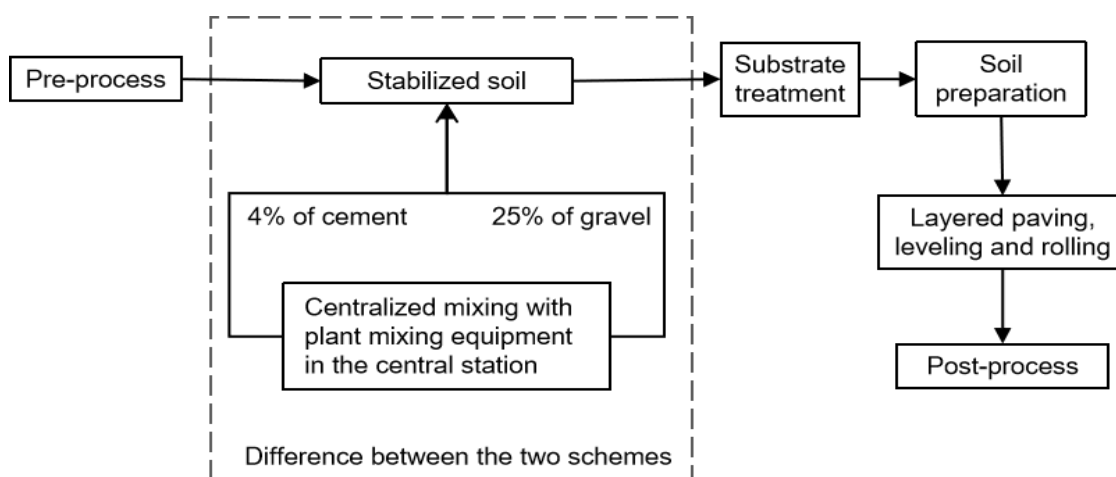 Pre-process
Stabilized soil
Substrate
treatment
Soil
preparation
4% of cement
25% of gravel
Centralized mixing with
plant mixing equipment
in the central station
Layered paving,
leveling and rolling
Post-process
Difference between the two schemes